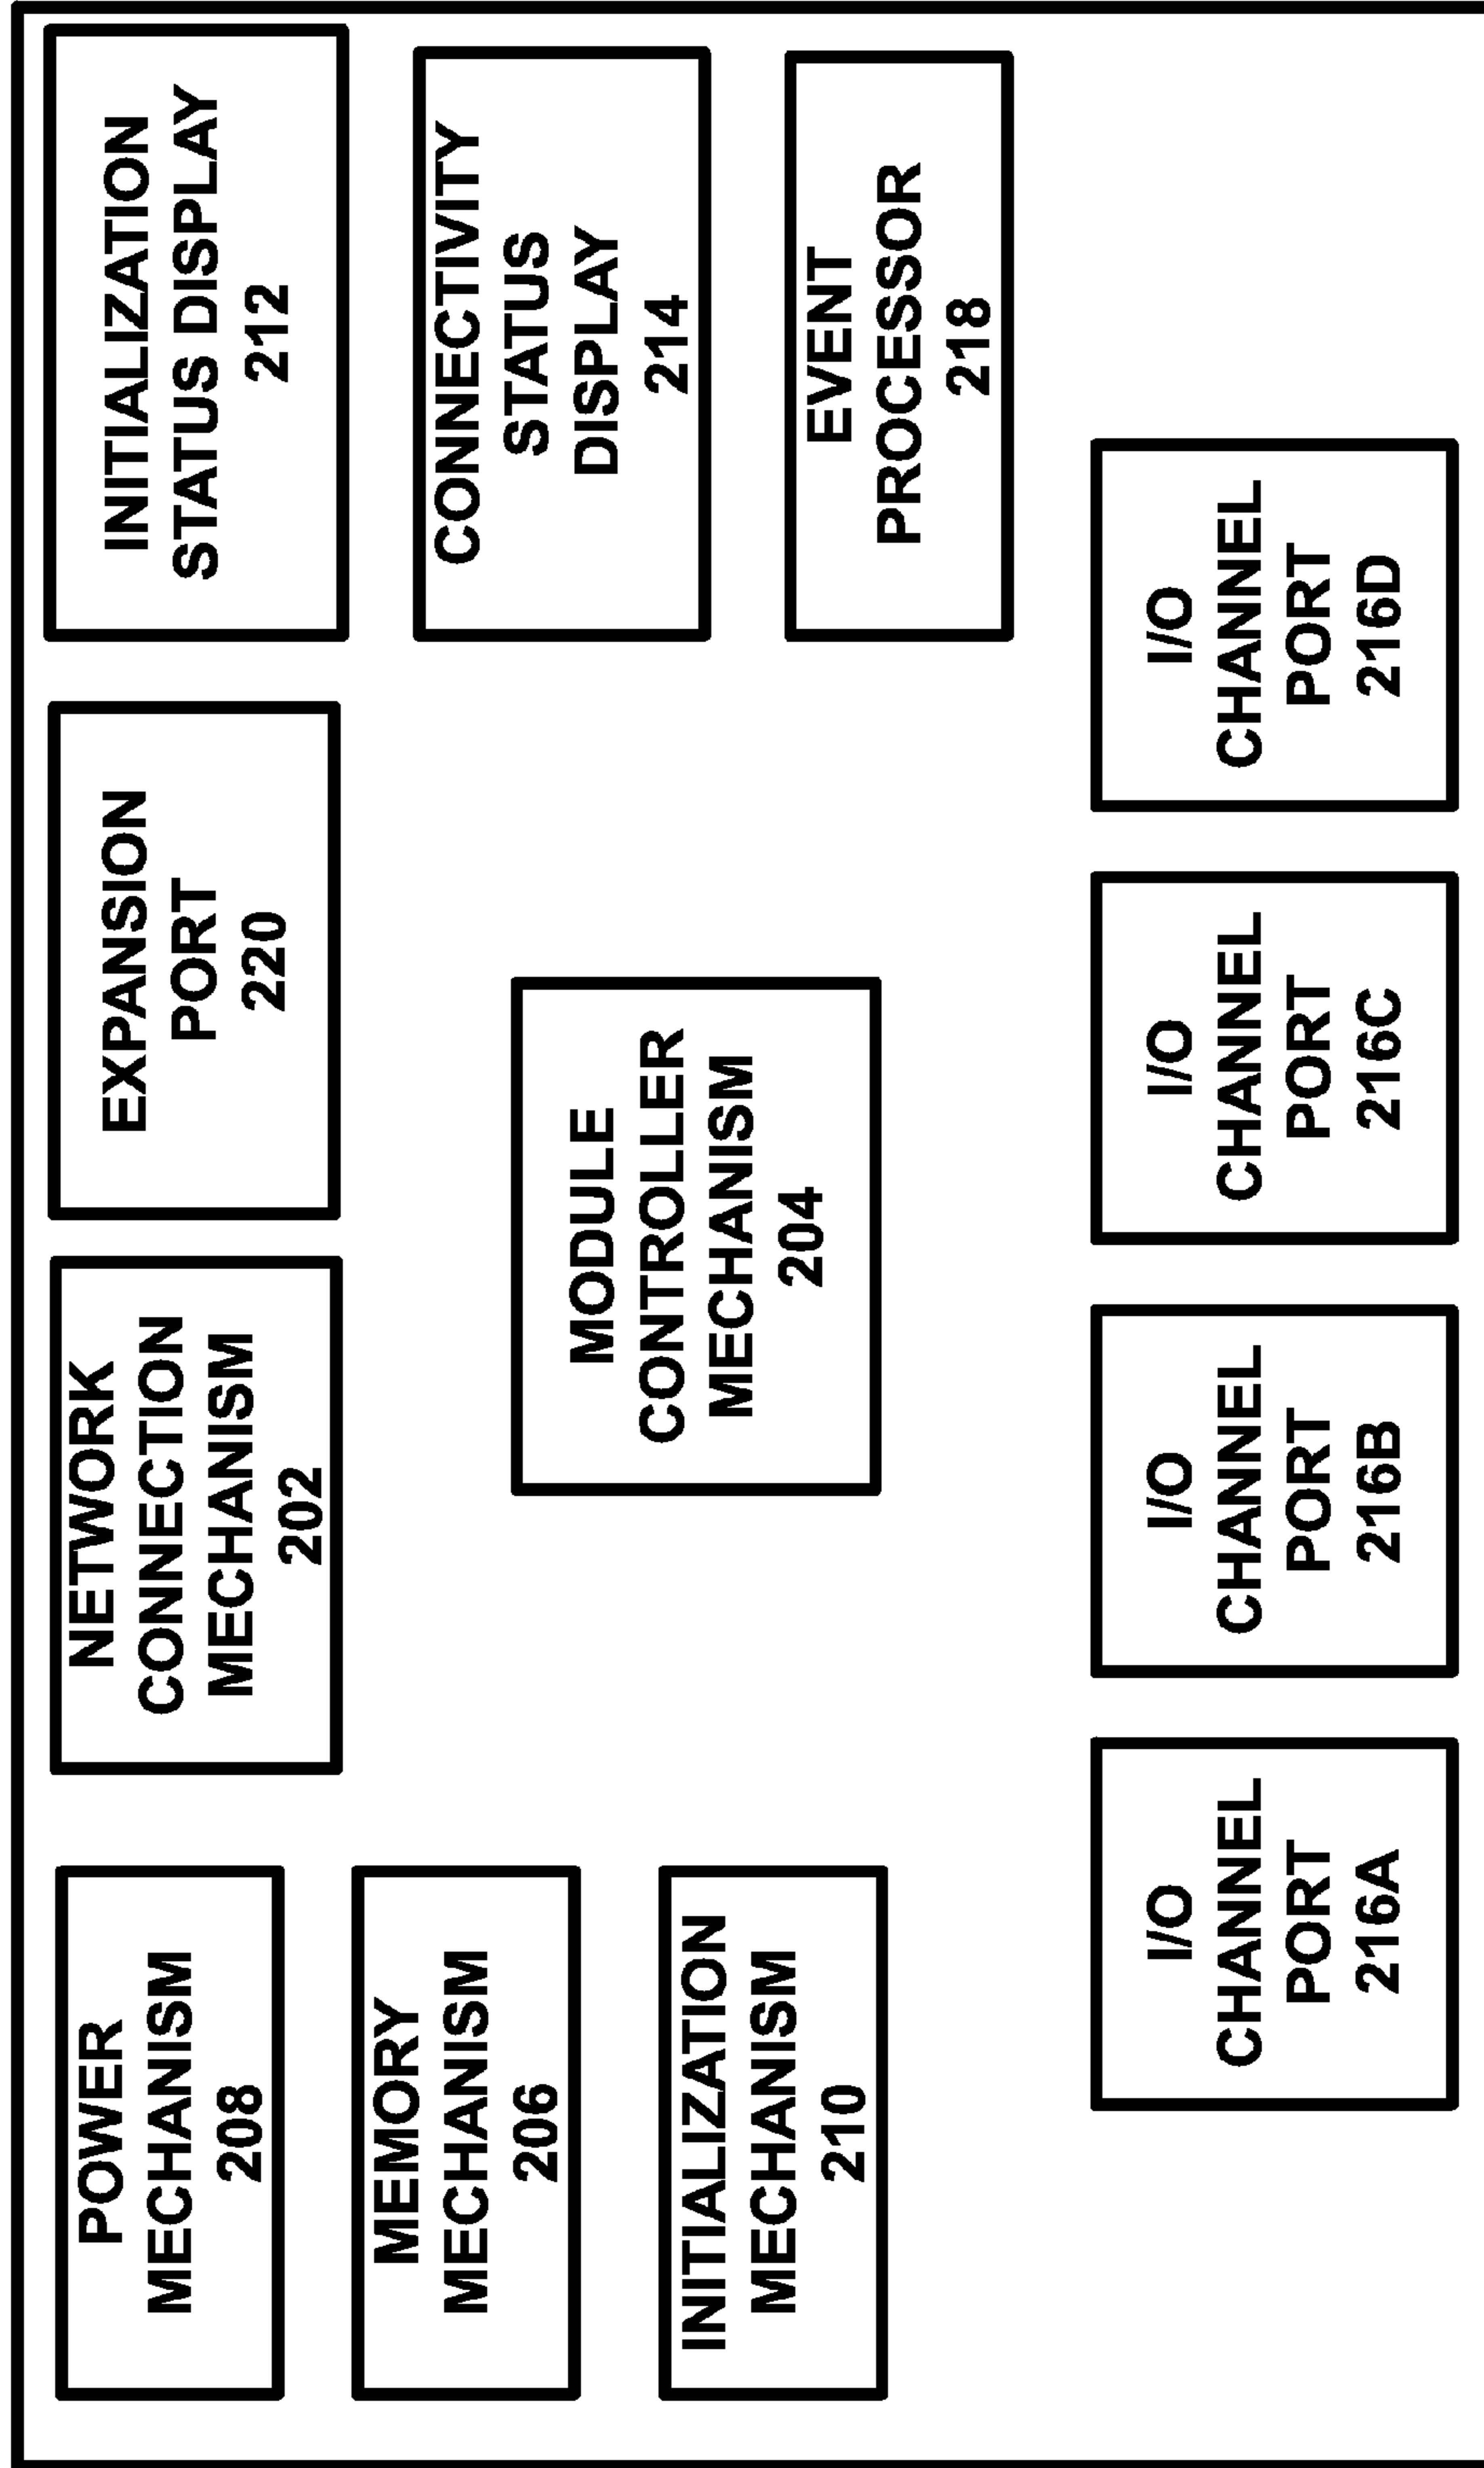 POWER
MECHANISM
208
NETWORK
CONNECTION
MECHANISM
202
EXPANSION
PORT
220
INITIALIZATION
STATUS DISPLAY
212
MEMORY
MECHANISM
206
CONNECTIVITY
STATUS
DISPLAY
214
MODULE
CONTROLLER
MECHANISM
204
INITIALIZATION
MECHANISM
210
EVENT
PROCESSOR
218
I/O
CHANNEL
PORT
216A
I/O
CHANNEL
PORT
216B
I/O
CHANNEL
PORT
216C
I/O
CHANNEL
PORT
216D